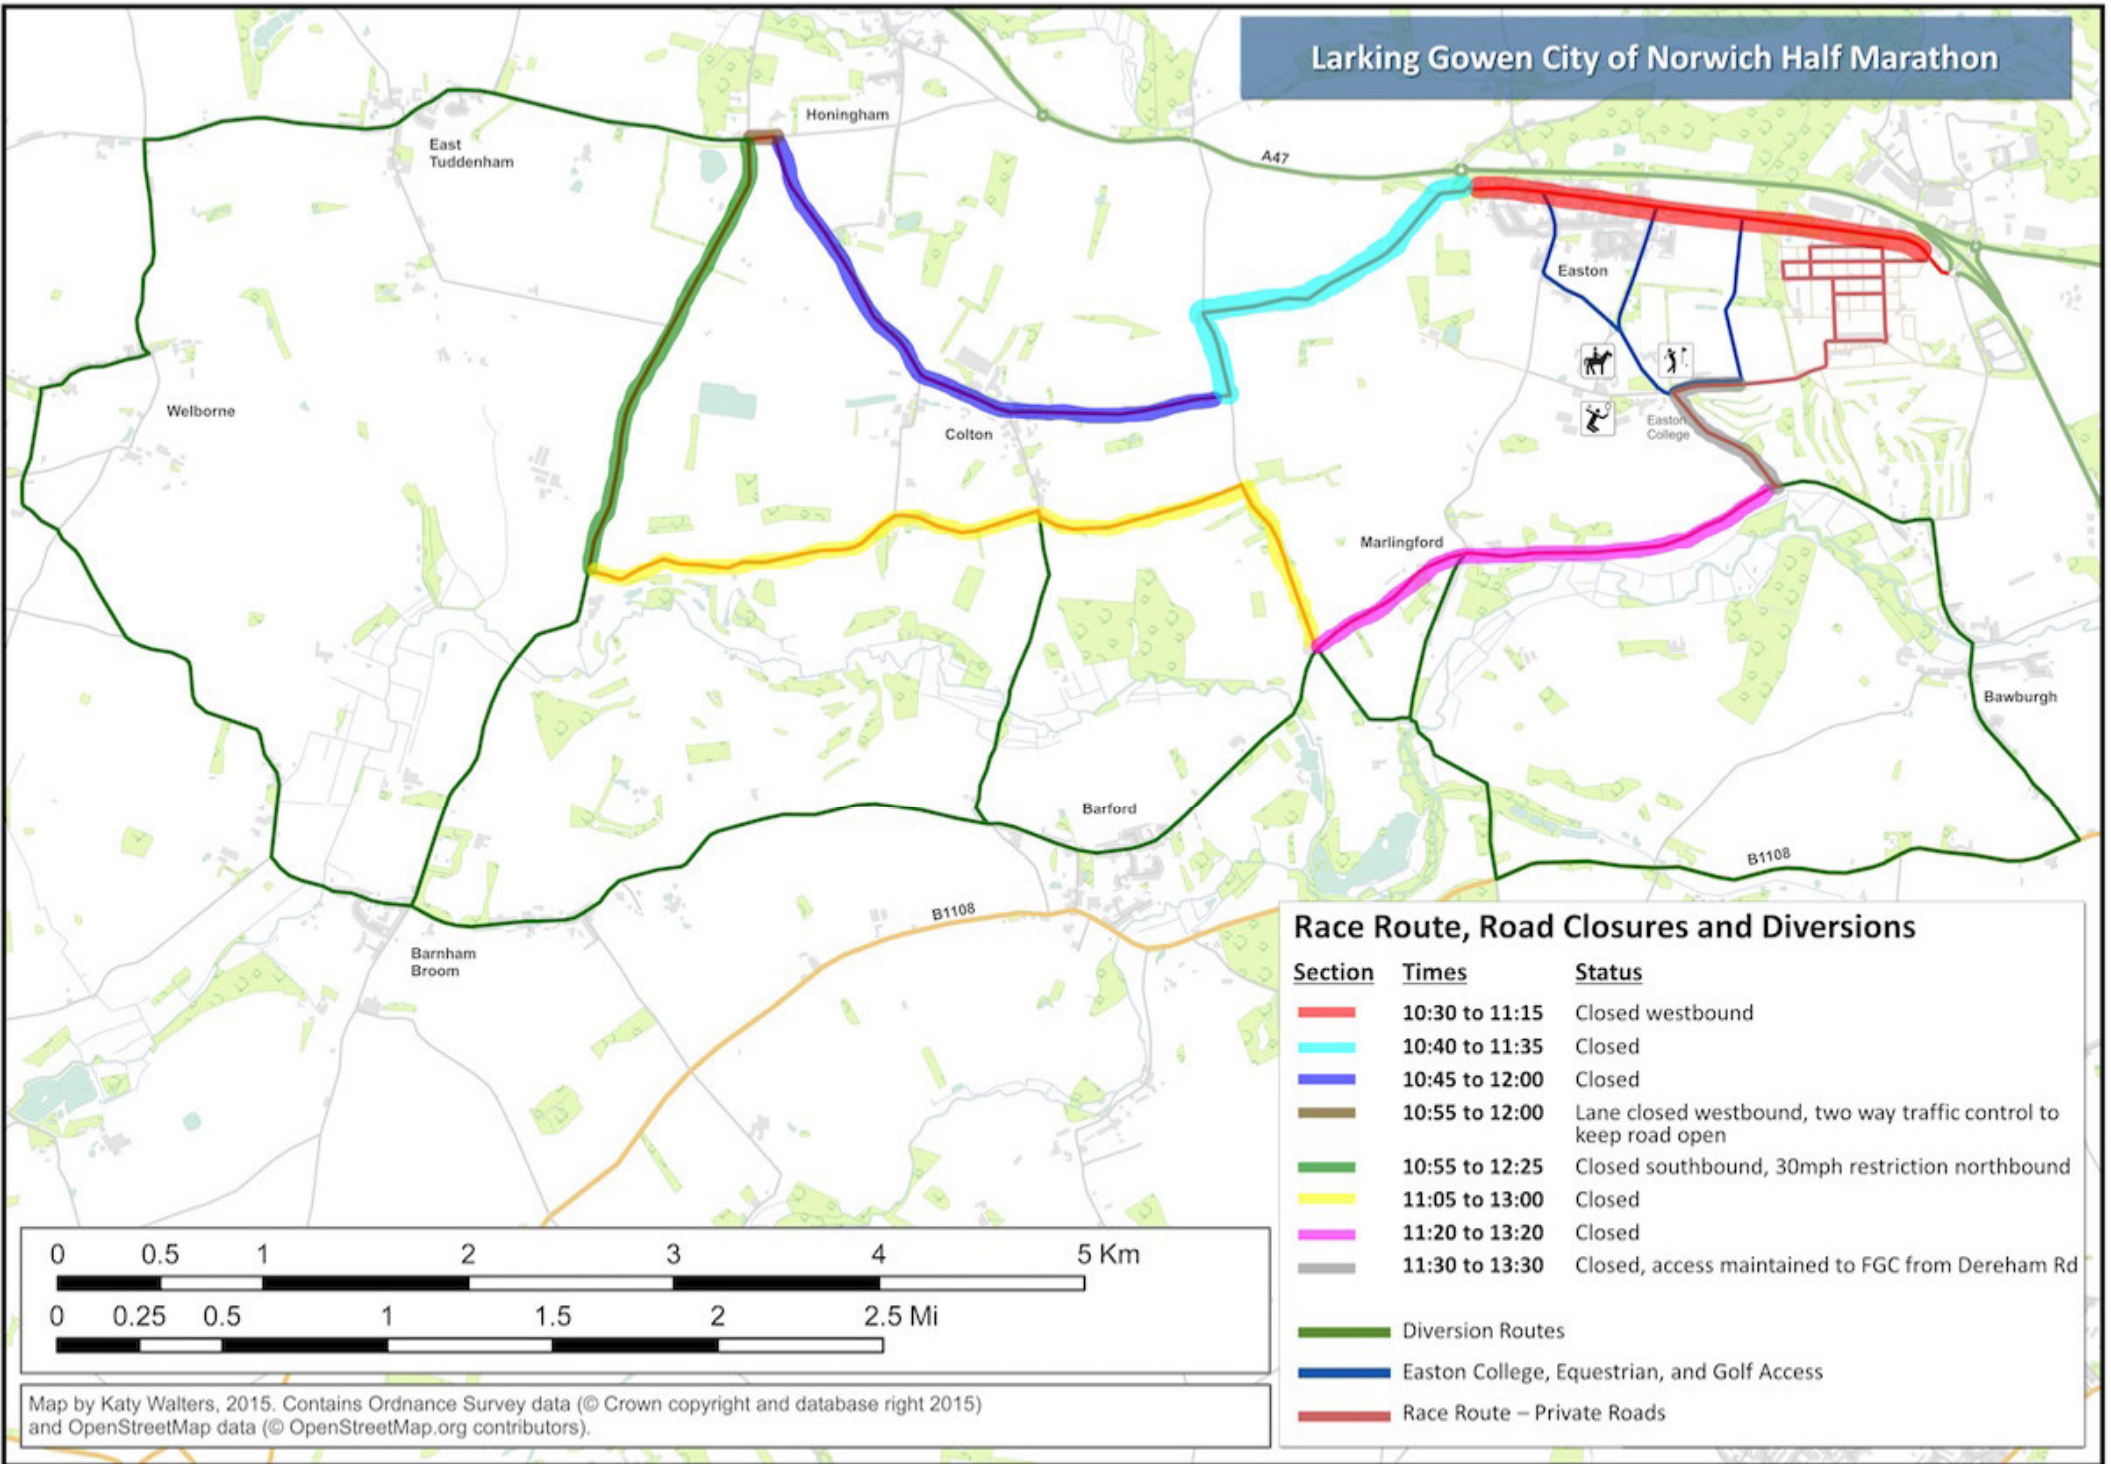 Larking Gowen City of Norwich Half Marathon
Honingham
East
Tuddenham
A47
Easton
Welborne
Colton
Easton
College
Marlingford
Bawburgh
Barford
B1108
B1108
Barnham
Broom
Race Route, Road Closures and Diversions
Section Times Status
10:30 to 11:15 Closed westbound
10:40 to 11:35 Closed
10:45 to 12:00 Closed
10:55 to 12:00 Lane closed westbound, two way traffic control to
keep road open
10:55 to 12:25 Closed southbound, 30mph restriction northbound
11:05 to 13:00 Closed
11:20 to 13:20 Closed
11:30 to 13:30 Closed, access maintained to FGC from Dereham Rd
Diversion Routes
Easton College, Equestrian, and Golf Access
Race Route – Private Roads
0 0.5 1 2 3 4 5 Km
0 0.25 0.5 1 1.5 2 2.5 Mi
Map by Katy Walters, 2015. Contains Ordnance Survey data (© Crown copyright and database right 2015)
and OpenStreetMap data (© OpenStreetMap.org contributors).